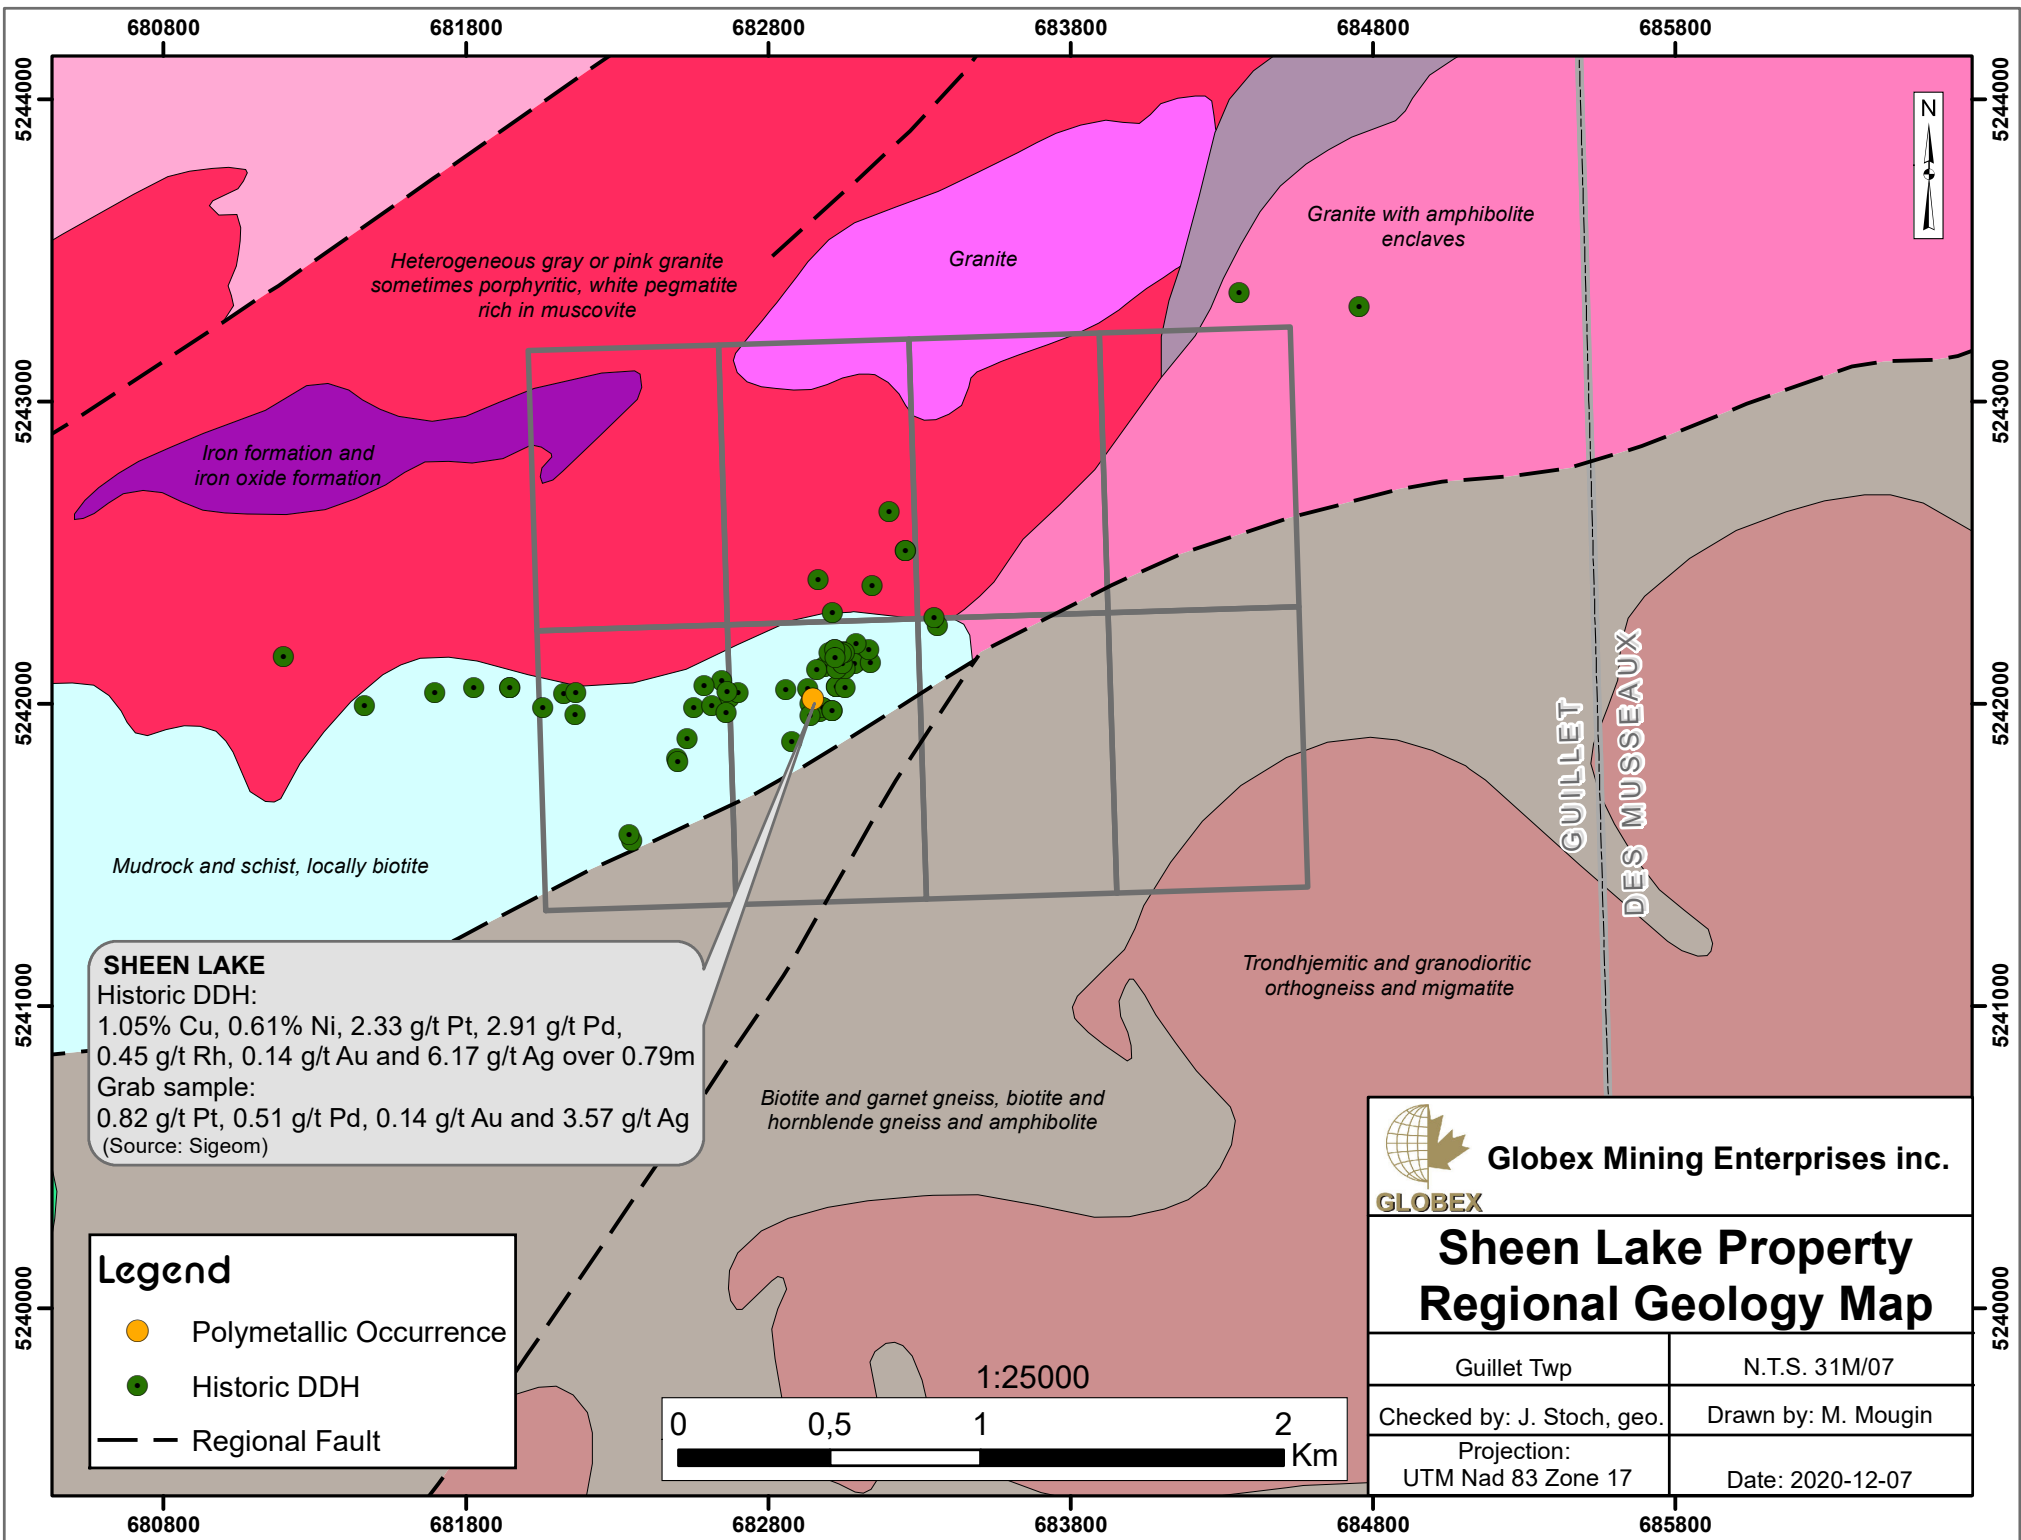 680800 681800 682800 683800 684800 685800
5244000 5244000
N
Granite with amphibolite
enclaves
Heterogeneous gray or pink granite
sometimes porphyritic, white pegmatite
rich in muscovite
Granite
5243000 5243000
Iron formation and
iron oxide formation
5242000 5242000
GUILLET
DES MUSSEAUX
Mudrock and schist, locally biotite
SHEEN LAKE
Historic DDH:
1.05% Cu, 0.61% Ni, 2.33 g/t Pt, 2.91 g/t Pd,
0.45 g/t Rh, 0.14 g/t Au and 6.17 g/t Ag over 0.79m
Grab sample:
0.82 g/t Pt, 0.51 g/t Pd, 0.14 g/t Au and 3.57 g/t Ag
(Source: Sigeom)
Trondhjemitic and granodioritic
orthogneiss and migmatite
5241000 5241000
Biotite and garnet gneiss, biotite and
hornblende gneiss and amphibolite
GLOBEX
Globex Mining Enterprises inc.
Sheen Lake Property
Regional Geology Map
Guillet Twp
N.T.S. 31M/07
Checked by: J. Stoch, geo.
Drawn by: M. Mougin
Projection:
UTM Nad 83 Zone 17
Date: 2020-12-07
5240000 5240000
Legend
Polymetallic Occurrence
Historic DDH
Regional Fault
1:25000
0 0,5 1 2
Km
680800 681800 682800 683800 684800 685800